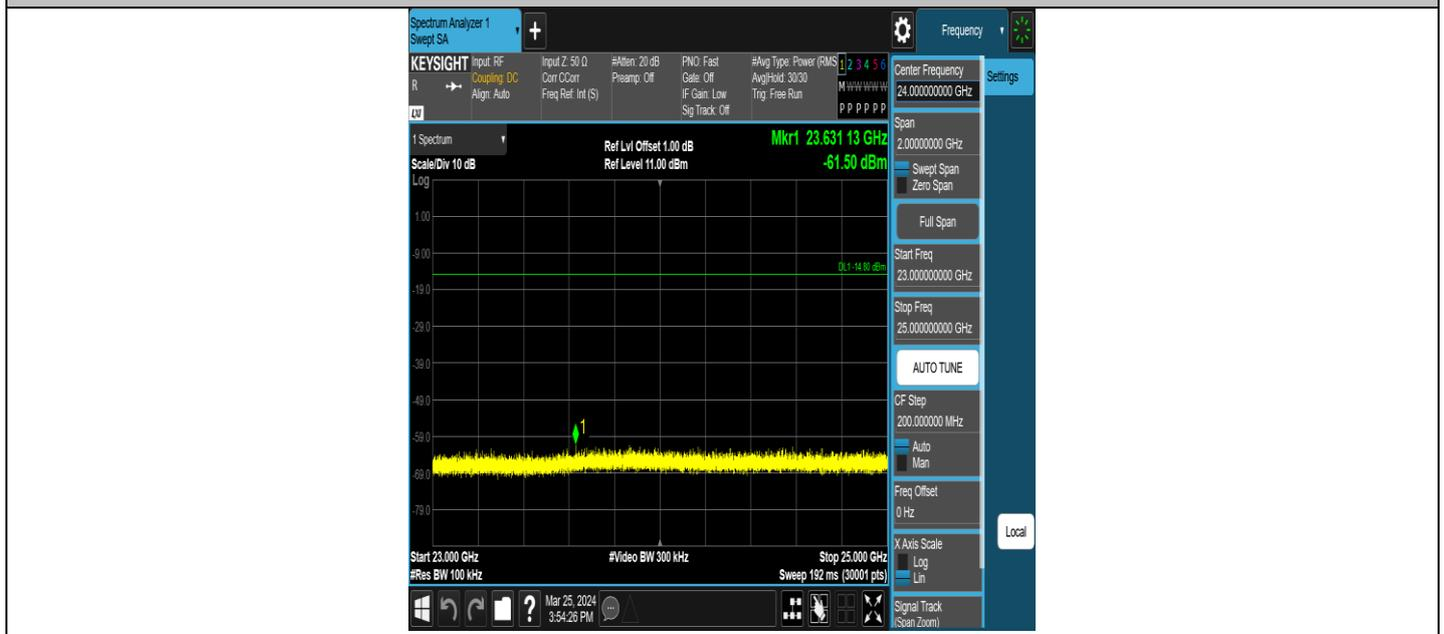 Spectrum Analyzer 1
Swept SA
+
Frequency
KEYSIGHT
R
LXI
Input: RF
Coupling: DC
Align: Auto
Input Z: 50 Ω
Corr CCorr
Freq Ref: Int (S)
#Atten: 20 dB
Preamp: Off
PNO: Fast
Gate: Off
IF Gain: Low
Sig Track: Off
#Avg Type: Power (RMS
Avg|Hold: 30/30
Trig: Free Run
1 2 3 4 5 6
M W W W W W
P P P P P P
1 Spectrum
Scale/Div 10 dB
Ref Lvl Offset 1.00 dB
Ref Level 11.00 dBm
Mkr1 23.631 13 GHz
-61.50 dBm
Log
1.00
-9.00
DL1 -14.80 dBm
-19.0
-29.0
-39.0
-49.0
1
-59.0
-69.0
-79.0
Start 23.000 GHz
#Res BW 100 kHz
#Video BW 300 kHz
Stop 25.000 GHz
Sweep 192 ms (30001 pts)
Center Frequency
24.000000000 GHz
Settings
Span
2.00000000 GHz
Swept Span
Zero Span
Full Span
Start Freq
23.000000000 GHz
Stop Freq
25.000000000 GHz
AUTO TUNE
CF Step
200.000000 MHz
Auto
Man
Freq Offset
0 Hz
X Axis Scale
Log
Lin
Local
Signal Track
(Span Zoom)
?
Mar 25, 2024
3:54:26 PM